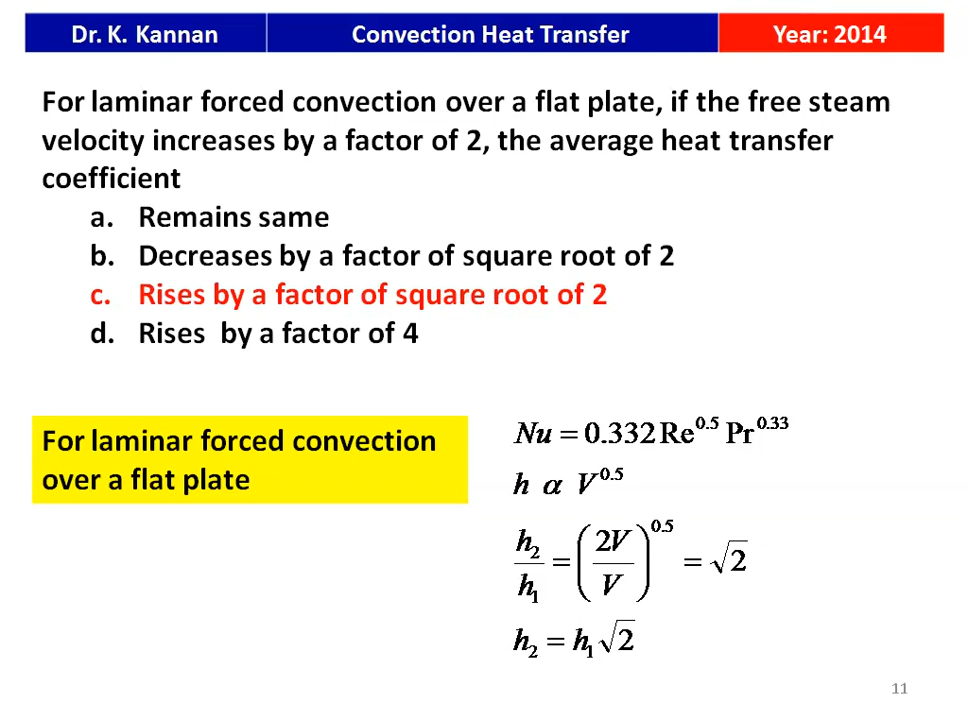 Dr. K. Kannan Convection Heat Transfer Year: 2014
For laminar forced convection over a flat plate, if the free steam
velocity increases by a factor of 2, the average heat transfer
coefficient
a. Remains same
b. Decreases by a factor of square root of 2
c. Rises by a factor of square root of 2
d. Rises by a factor of 4
For laminar forced convection
over a flat plate
Nu = 0.332 Re^0.5 Pr^0.33
h α V^0.5
h₂/h₁ = (2V/V)^0.5 = √2
h₂ = h₁√2
11